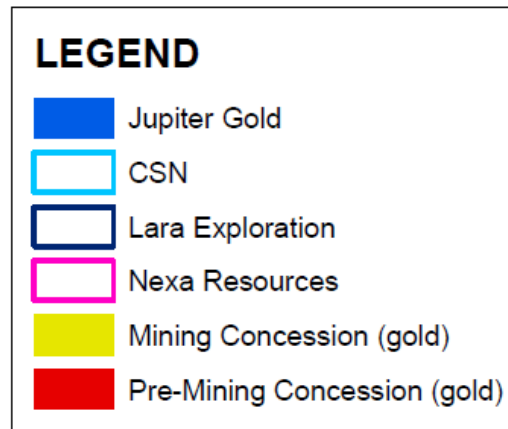 LEGEND
Jupiter Gold
CSN
Lara Exploration
Nexa Resources
Mining Concession (gold)
Pre-Mining Concession (gold)